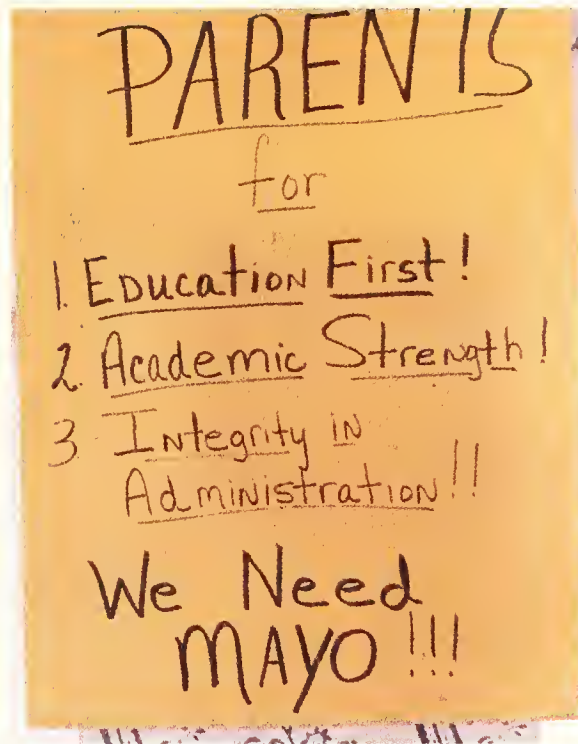 PARENTS
for
1. Education First!
2. Academic Strength!
3 Integrity in
Administration!!
We Need
MAYO!!!